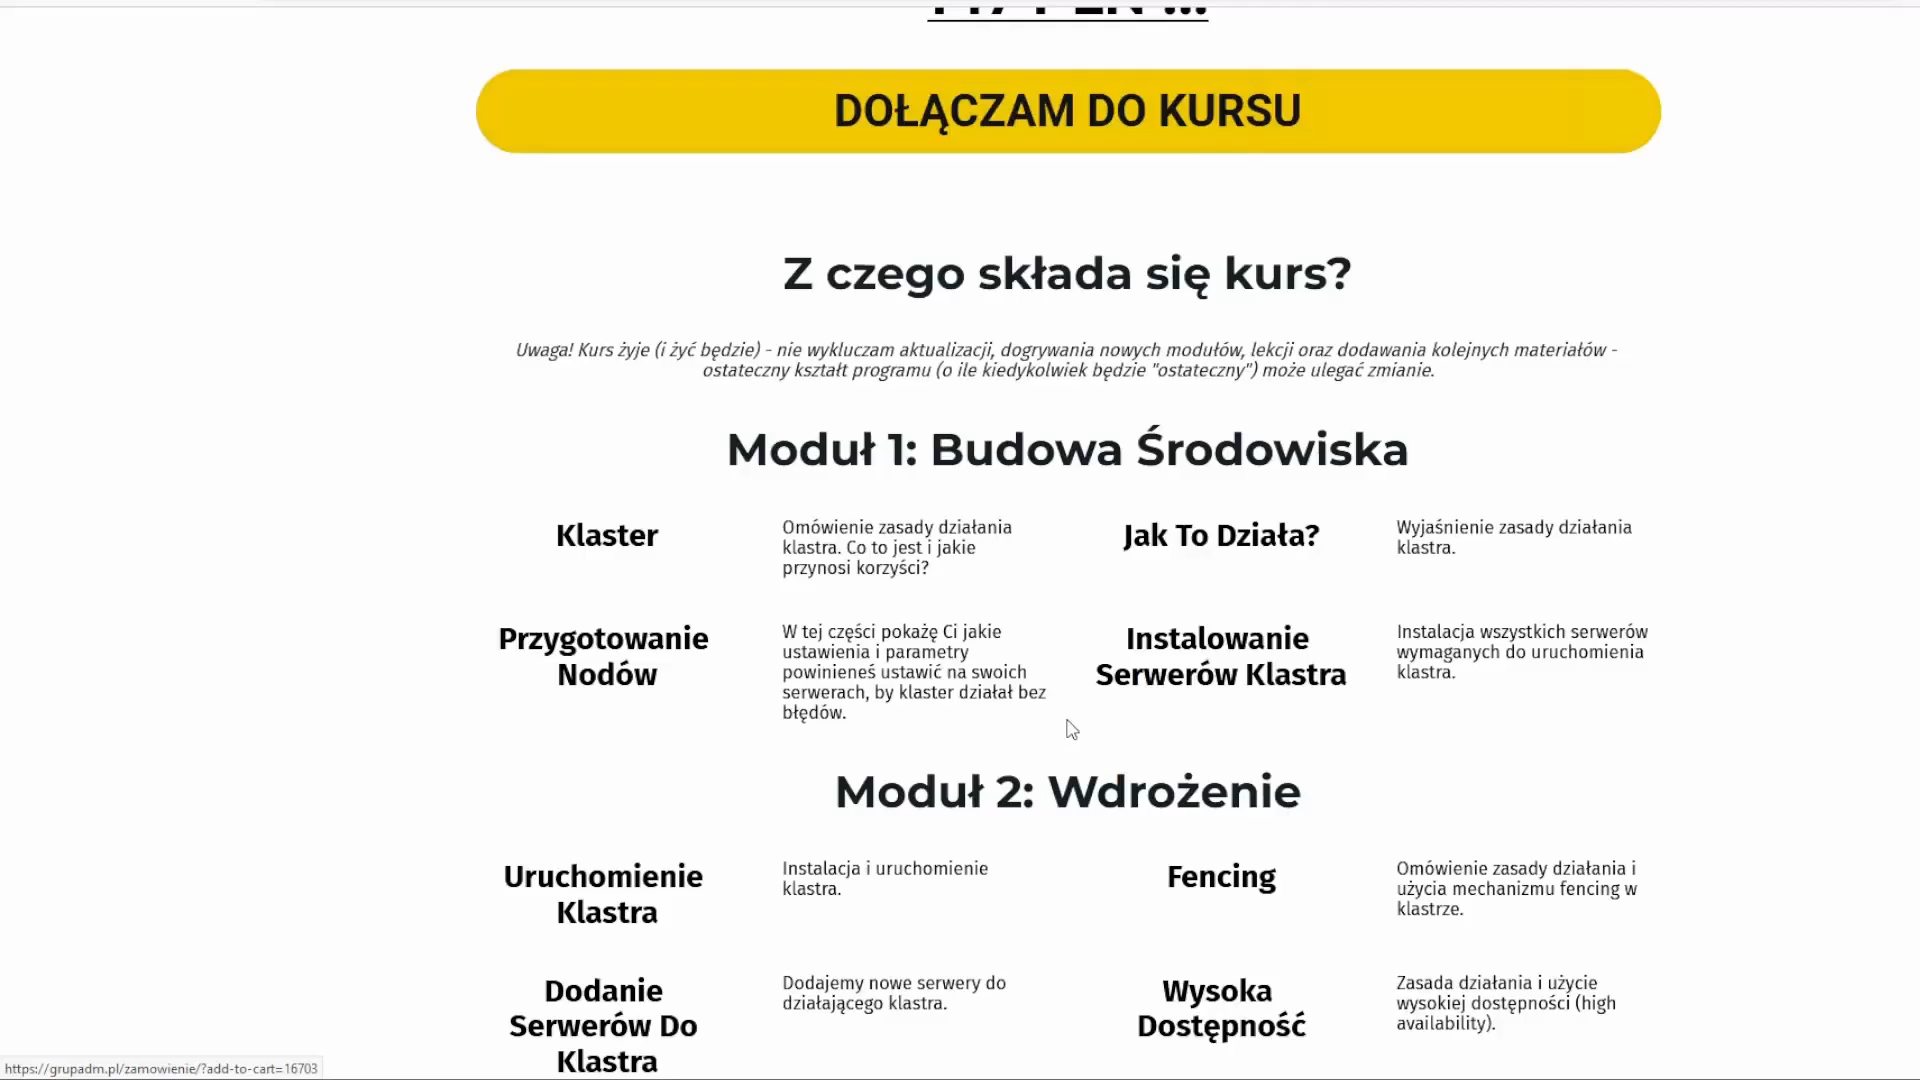 DOŁĄCZAM DO KURSU
Z czego składa się kurs?
Uwaga! Kurs żyje (i żyć będzie) - nie wykluczam aktualizacji, dogrywania nowych modułów, lekcji oraz dodawania kolejnych materiałów -
ostateczny kształt programu (o ile kiedykolwiek będzie "ostateczny") może ulegać zmianie.
Moduł 1: Budowa Środowiska
Klaster
Omówienie zasady działania
klastra. Co to jest i jakie
przynosi korzyści?
Jak To Działa?
Wyjaśnienie zasady działania
klastra.
Przygotowanie
Nodów
W tej części pokażę Ci jakie
ustawienia i parametry
powinieneś ustawić na swoich
serwerach, by klaster działał bez
błędów.
Instalowanie
Serwerów Klastra
Instalacja wszystkich serwerów
wymaganych do uruchomienia
klastra.
Moduł 2: Wdrożenie
Uruchomienie
Klastra
Instalacja i uruchomienie
klastra.
Fencing
Omówienie zasady działania i
użycia mechanizmu fencing w
klastrze.
Dodanie
Serwerów Do
Klastra
Dodajemy nowe serwery do
działającego klastra.
Wysoka
Dostępność
Zasada działania i użycie
wysokiej dostępności (high
availability).
https://grupadm.pl/zamowienie/?add-to-cart=16703